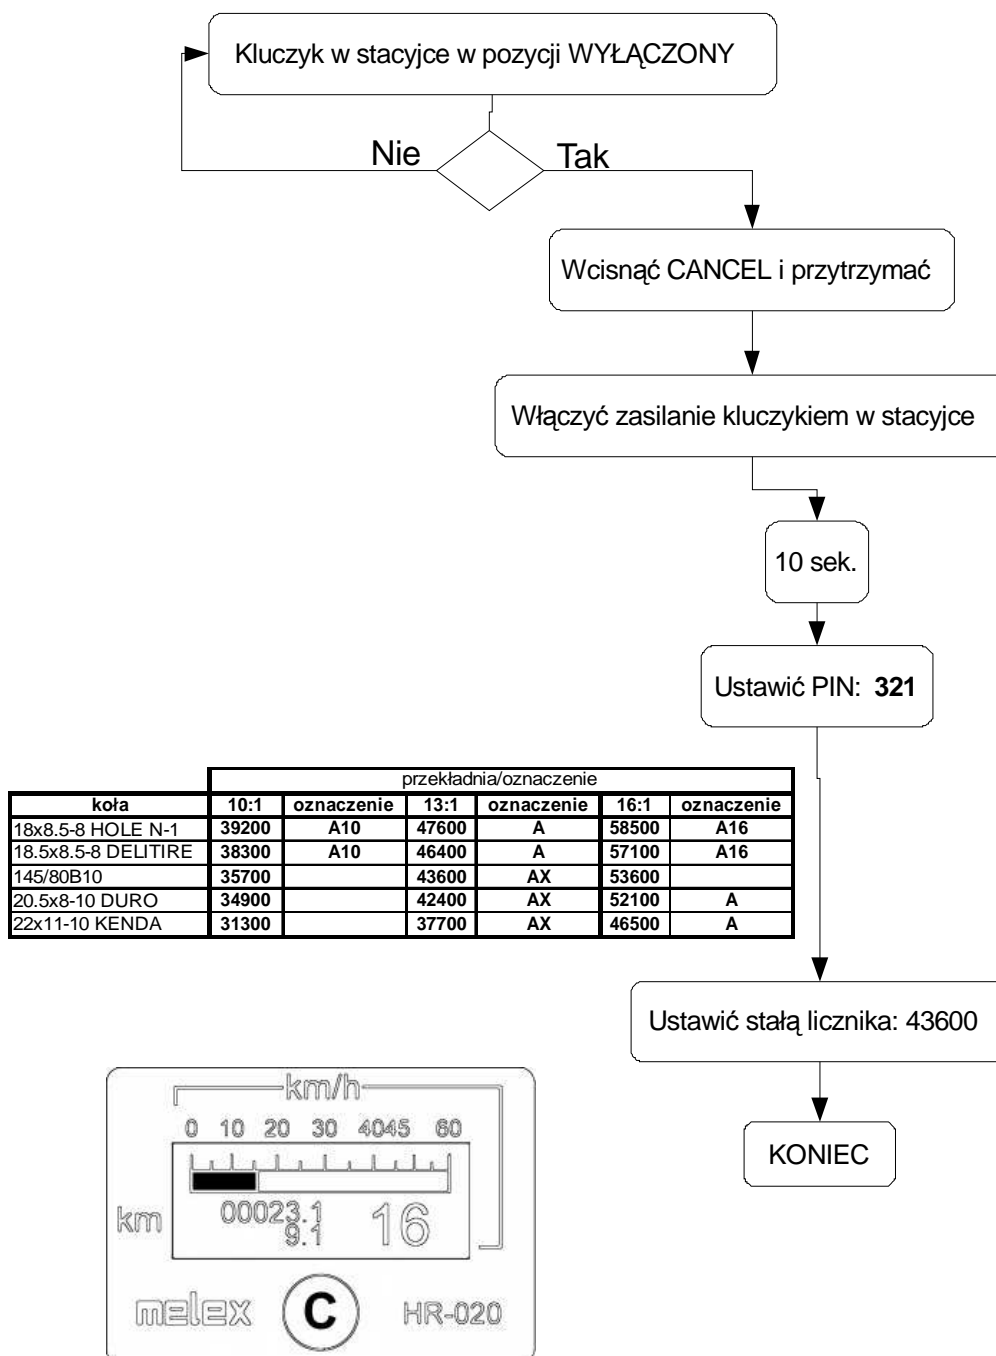 Kluczyk w stacyjce w pozycji WYŁĄCZONY
Nie Tak
Wcisnąć CANCEL i przytrzymać
Włączyć zasilanie kluczykiem w stacyjce
10 sek.
Ustawić PIN: 321
przekładnia/oznaczenie
koła 10:1 oznaczenie 13:1 oznaczenie 16:1 oznaczenie
18x8.5-8 HOLE N-1 39200 A10 47600 A 58500 A16
18.5x8.5-8 DELITIRE 38300 A10 46400 A 57100 A16
145/80B10 35700 43600 AX 53600
20.5x8-10 DURO 34900 42400 AX 52100 A
22x11-10 KENDA 31300 37700 AX 46500 A
Ustawić stałą licznika: 43600
KONIEC
km/h
0 10 20 30 4045 60
km 00023.1 16
9.1
melex C HR-020